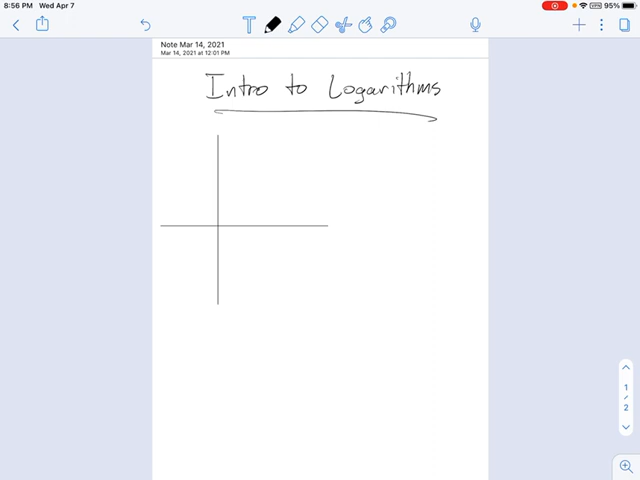 8:56 PM Wed Apr 7
VPN 95%
T
Note Mar 14, 2021
Mar 14, 2021 at 12:01 PM
Intro to Logarithms
1
/
2